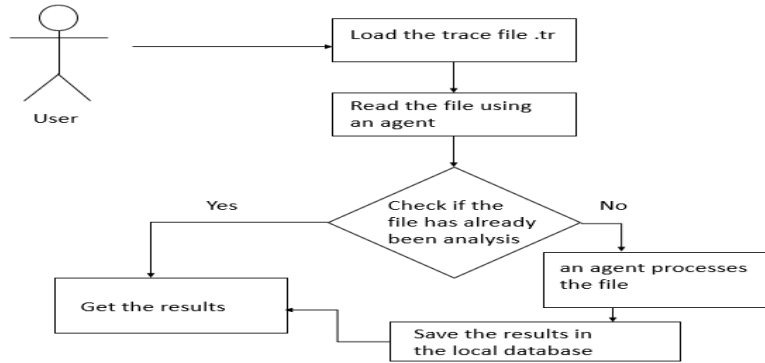 Load the trace file .tr
User
Read the file using
an agent
Yes
No
Check if the
file has already
been analysis
an agent processes
the file
Get the results
Save the results in
the local database